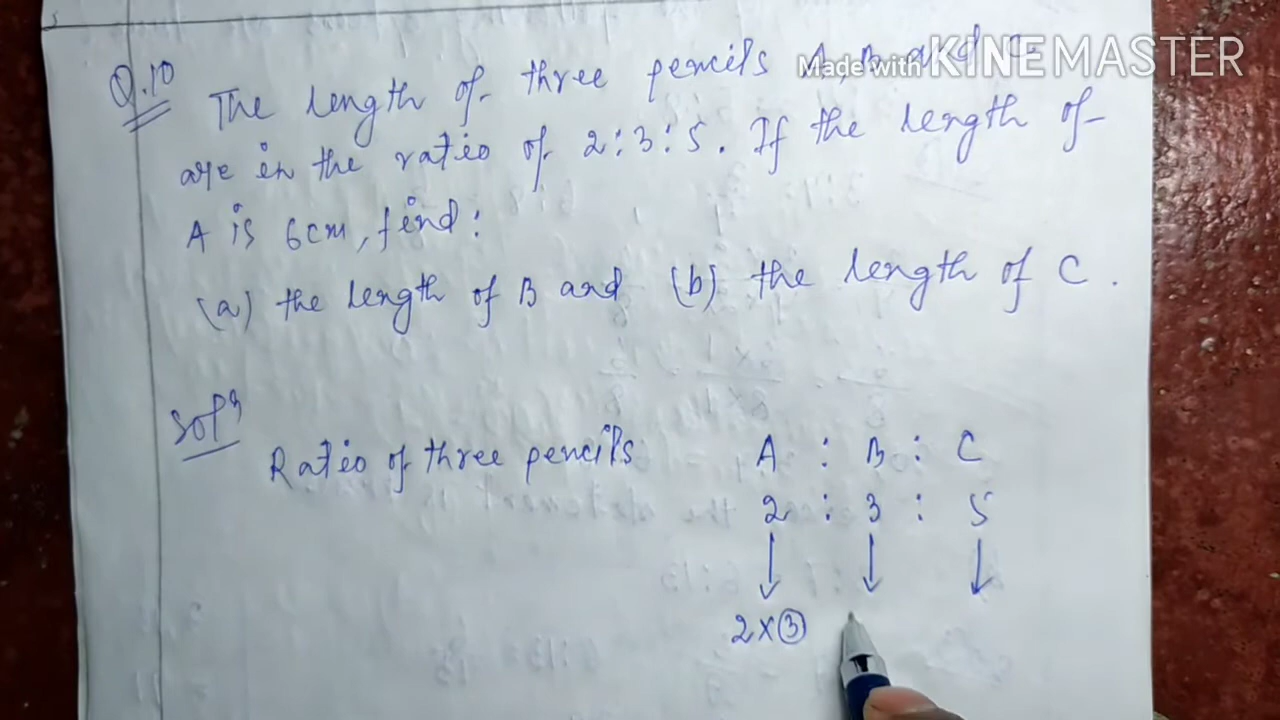 Made with KINEMASTER
Q.10 The length of three pencils A, B and C
are in the ratio of 2:3:5. If the length of
A is 6cm, find:
(a) the length of B and (b) the length of C.
Solⁿ
Ratio of three pencils A : B : C
2 : 3 : 5
2×3